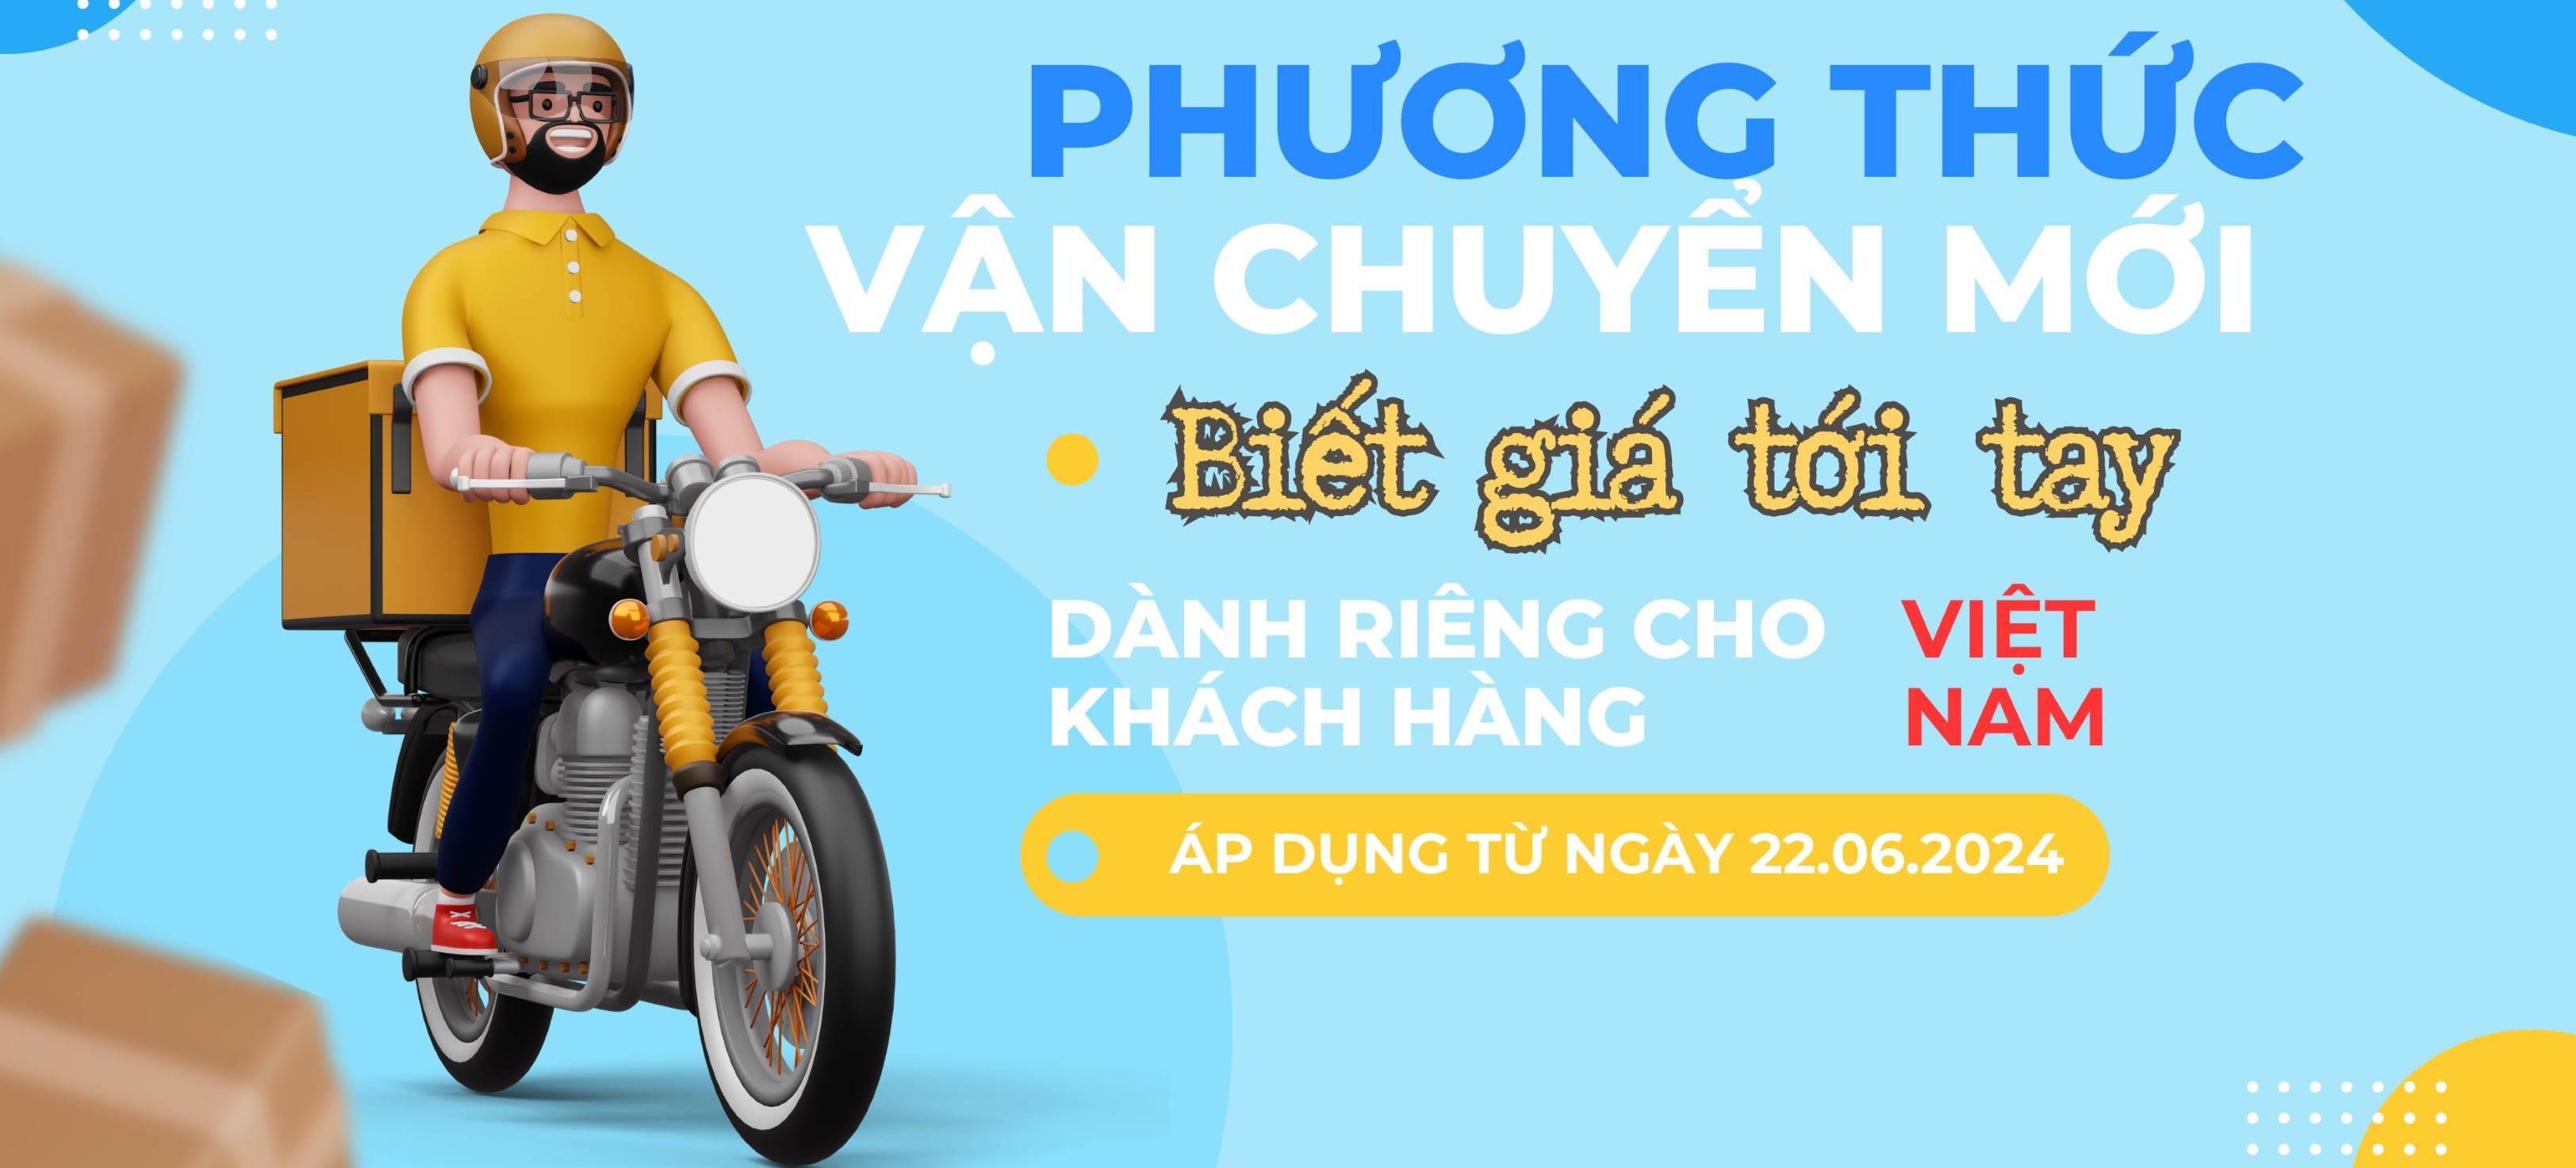 PHƯƠNG THỨC
VẬN CHUYỂN MỚI
Biết giá tới tay
DÀNH RIÊNG CHO VIỆT
KHÁCH HÀNG NAM
ÁP DỤNG TỪ NGÀY 22.06.2024